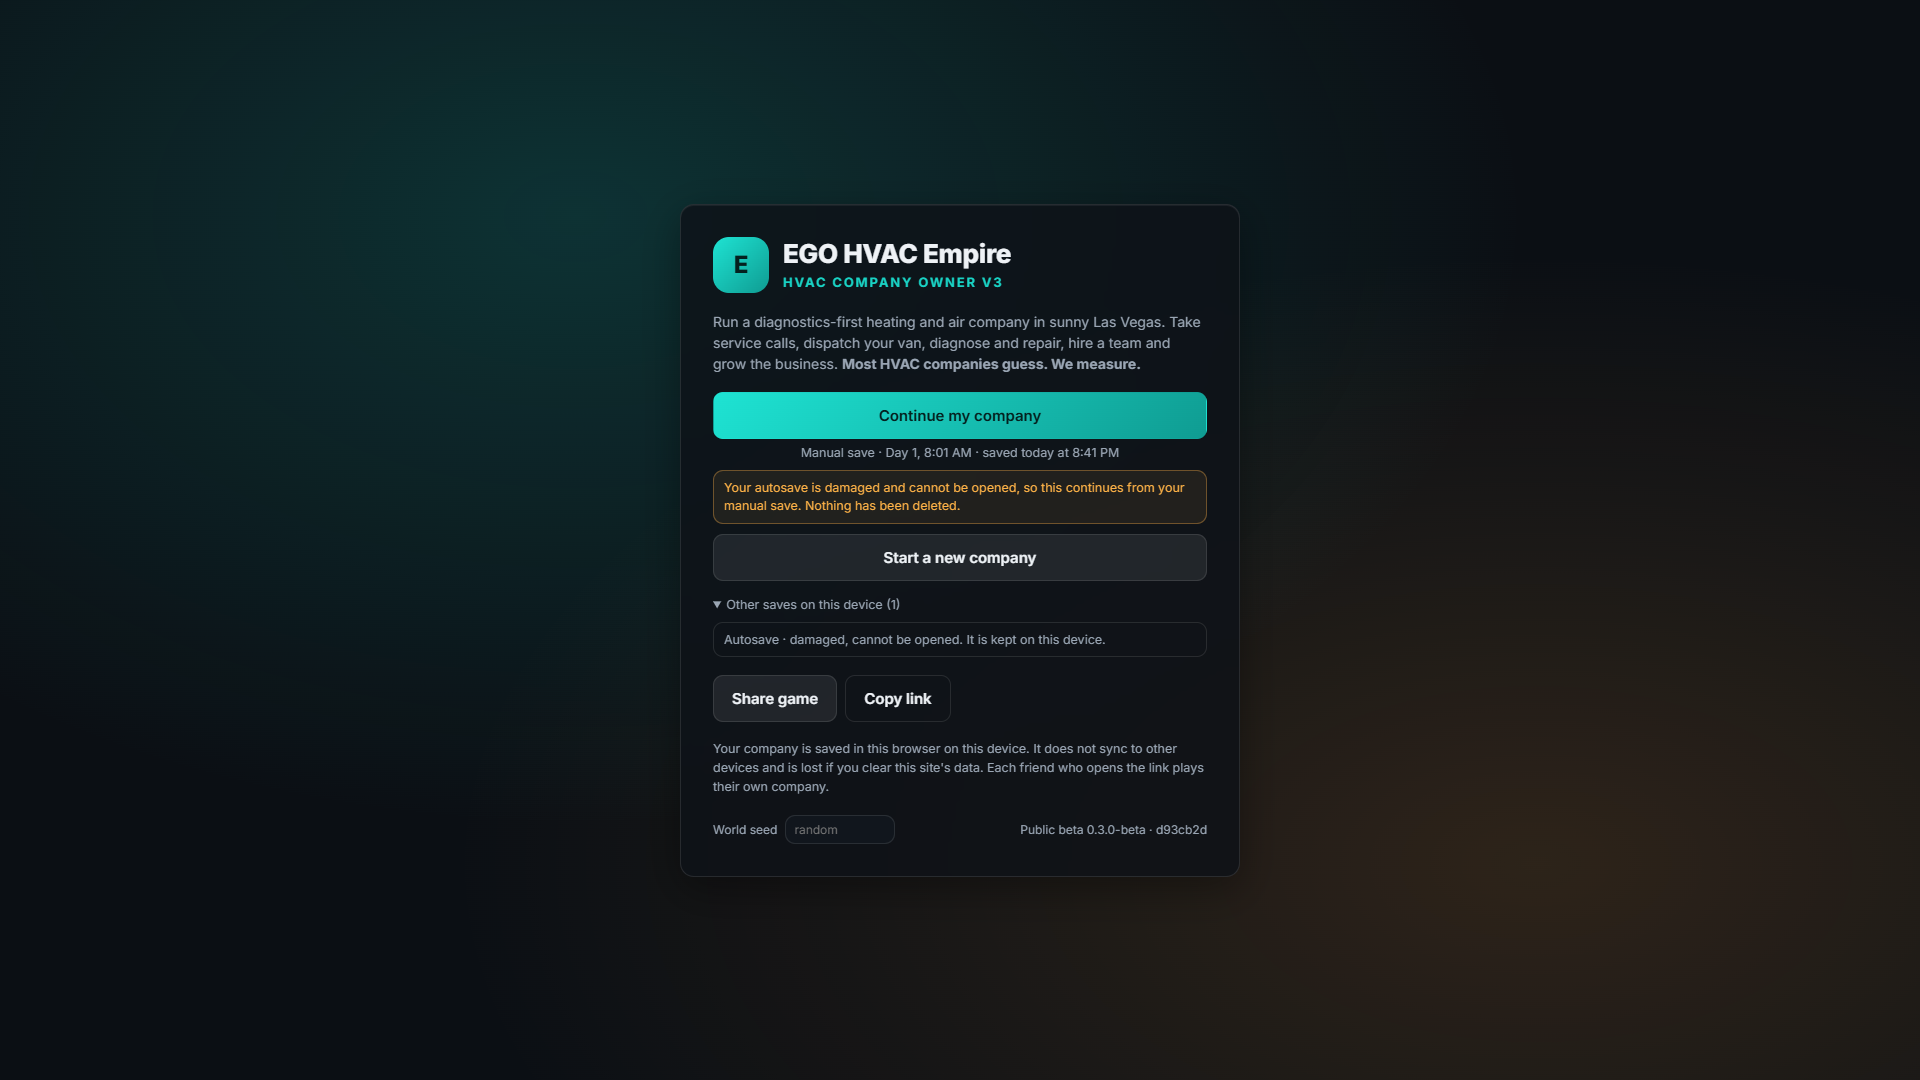 E
EGO HVAC Empire
HVAC COMPANY OWNER V3
Run a diagnostics-first heating and air company in sunny Las Vegas. Take
service calls, dispatch your van, diagnose and repair, hire a team and
grow the business. Most HVAC companies guess. We measure.
Continue my company
Manual save · Day 1, 8:01 AM · saved today at 8:41 PM
Your autosave is damaged and cannot be opened, so this continues from your
manual save. Nothing has been deleted.
Start a new company
▼ Other saves on this device (1)
Autosave · damaged, cannot be opened. It is kept on this device.
Share game
Copy link
Your company is saved in this browser on this device. It does not sync to other
devices and is lost if you clear this site's data. Each friend who opens the link plays
their own company.
World seed random
Public beta 0.3.0-beta · d93cb2d